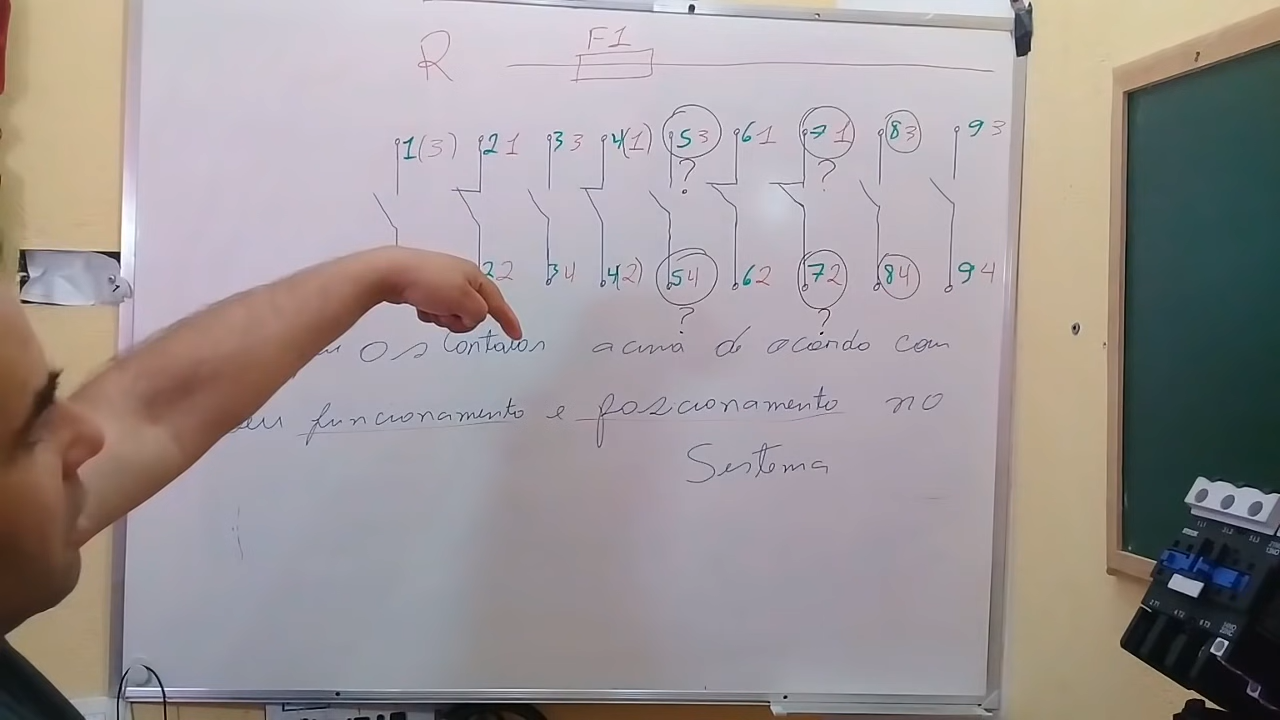 F1
R
1(3) 21 33 4(1) 53 61 71 83 93
? ?
22 34 4(2) 54 62 72 84 94
? ?
Os Contatos acima de acordo com
seu funcionamento e posicionamento no
Sistema